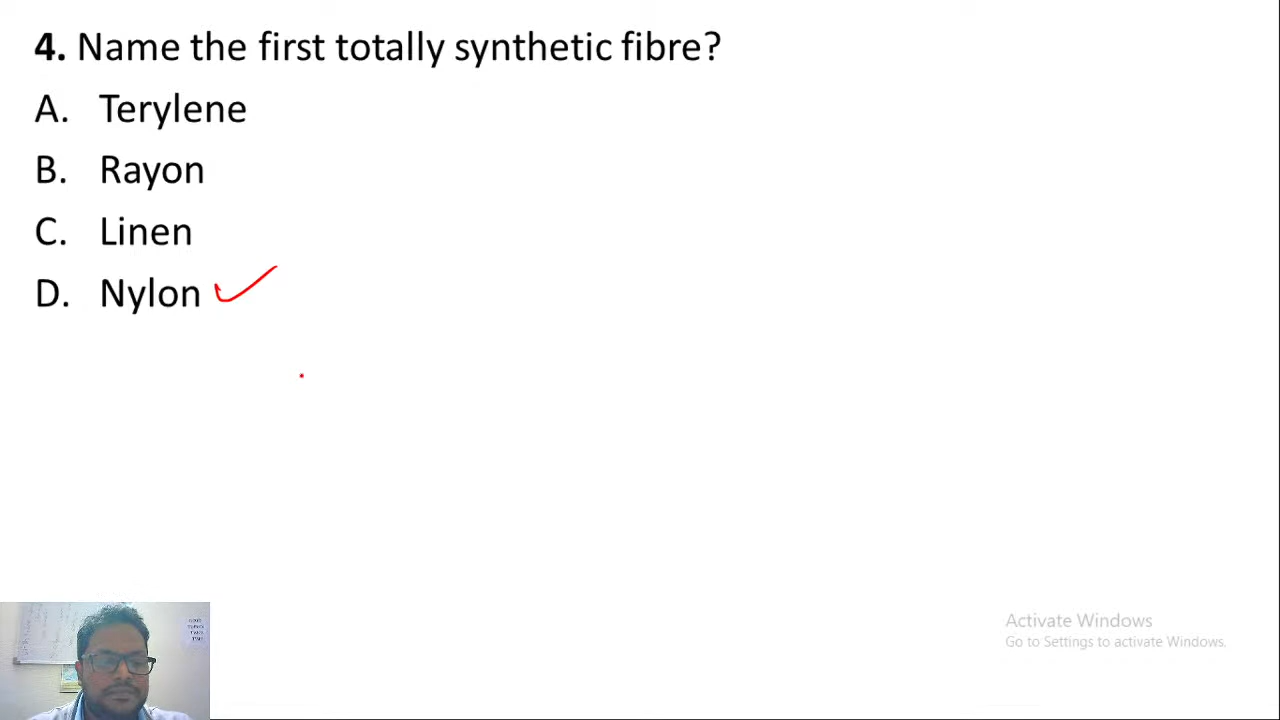 4. Name the first totally synthetic fibre?
A. Terylene
B. Rayon
C. Linen
D. Nylon
Activate Windows
Go to Settings to activate Windows.